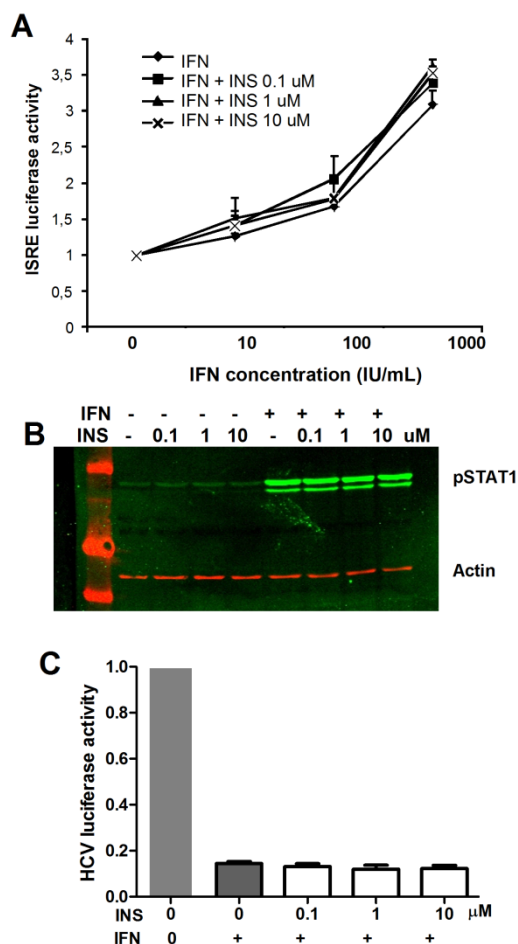 A
4
3,5
3
2,5
2
1,5
1
0,5
0
ISRE luciferase activity
IFN
IFN + INS 0.1 uM
IFN + INS 1 uM
IFN + INS 10 uM
0 10 100 1000
IFN concentration (IU/mL)
B
IFN - - - - + + + +
INS - 0.1 1 10 - 0.1 1 10 uM
pSTAT1
Actin
C
1.0
0.8
0.6
0.4
0.2
0.0
HCV luciferase activity
INS 0 0 0.1 1 10 μM
IFN 0 + + + +